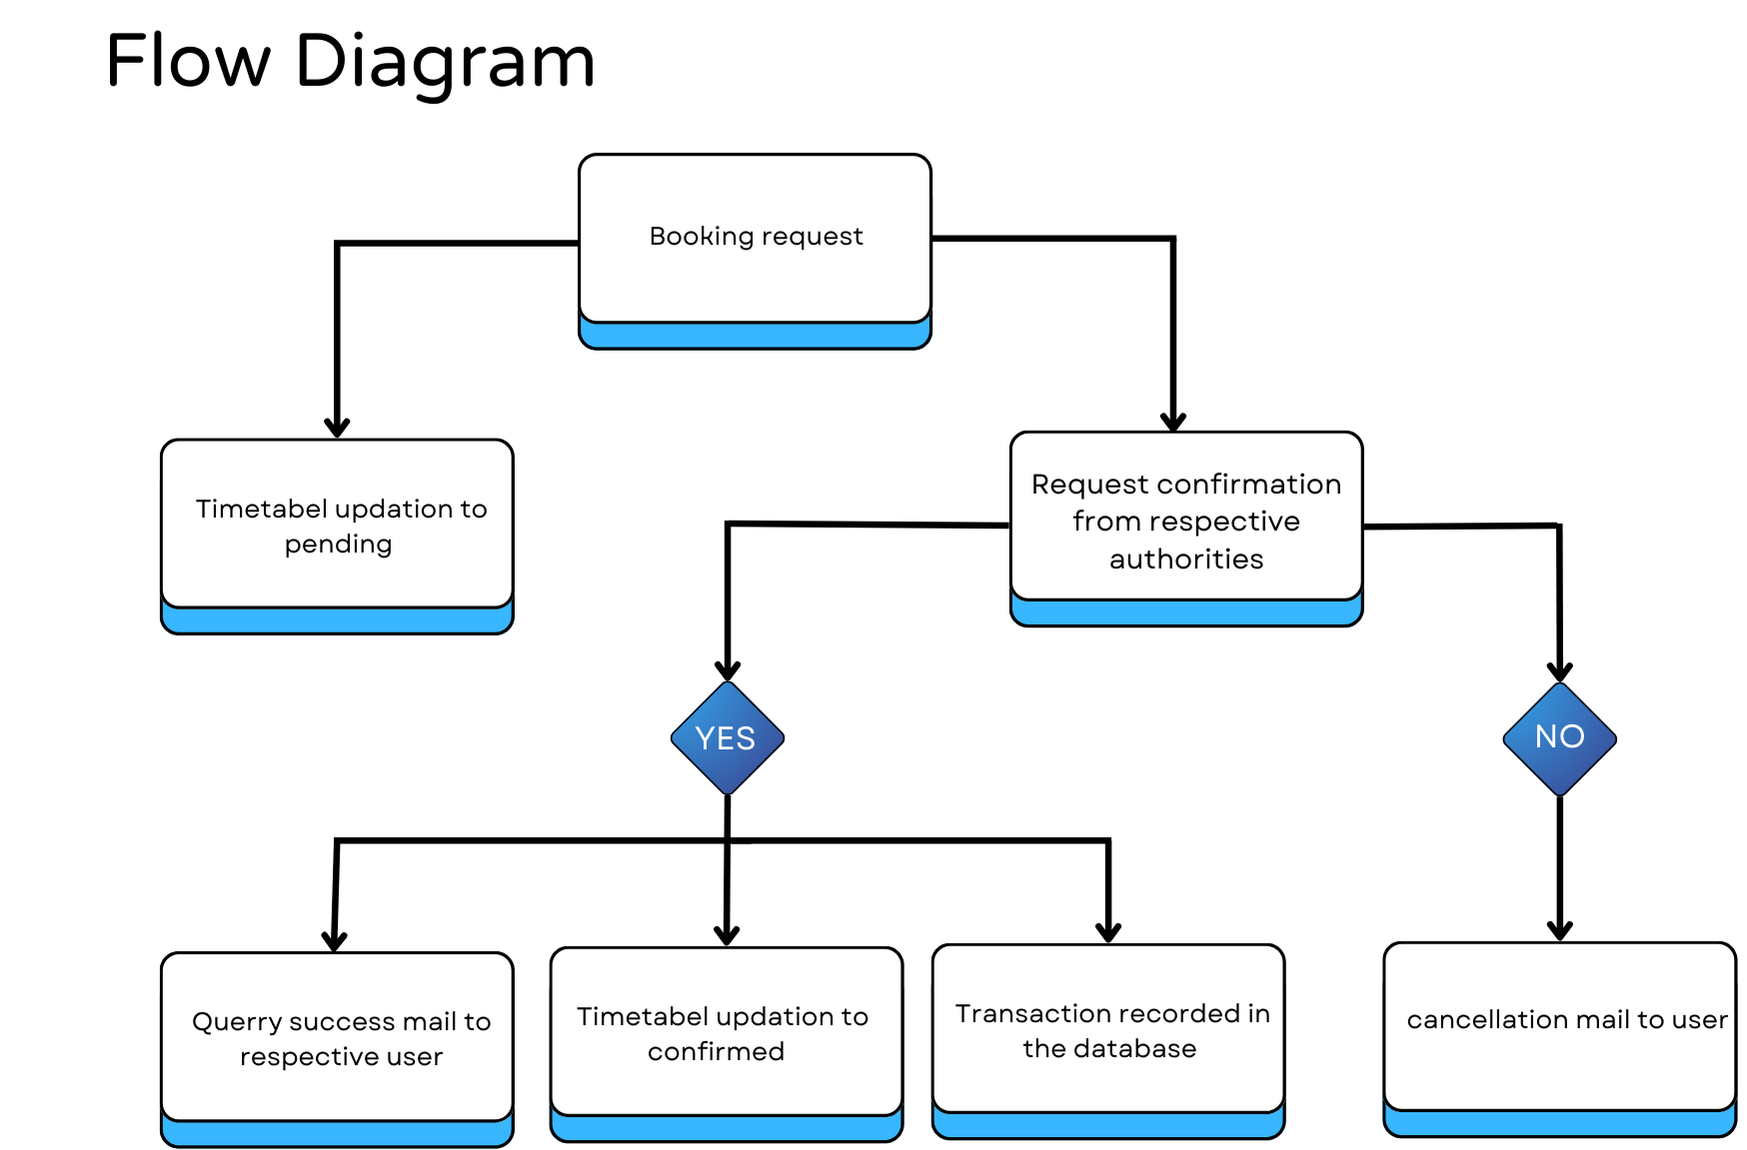 Flow Diagram
Booking request
Timetabel updation to
pending
Request confirmation
from respective
authorities
YES
NO
Querry success mail to
respective user
Timetabel updation to
confirmed
Transaction recorded in
the database
cancellation mail to user